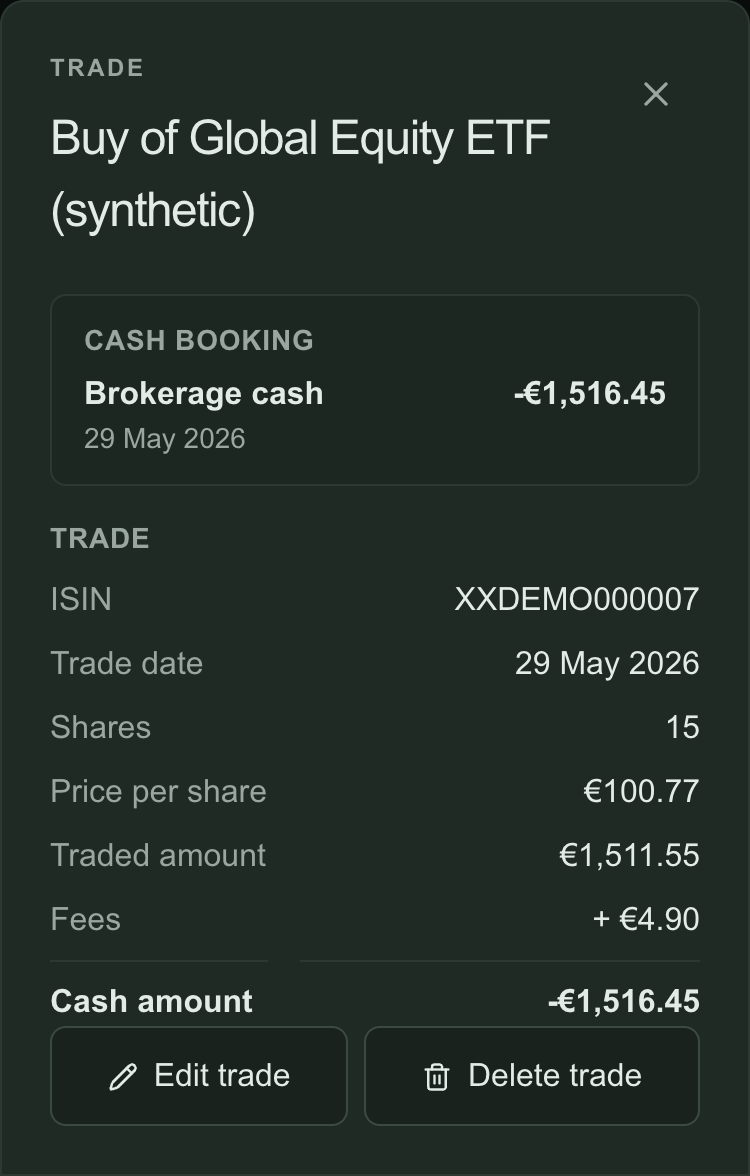 TRADE
Buy of Global Equity ETF
(synthetic)
CASH BOOKING
Brokerage cash -€1,516.45
29 May 2026
TRADE
ISIN XXDEMO000007
Trade date 29 May 2026
Shares 15
Price per share €100.77
Traded amount €1,511.55
Fees + €4.90
Cash amount -€1,516.45
Edit trade Delete trade